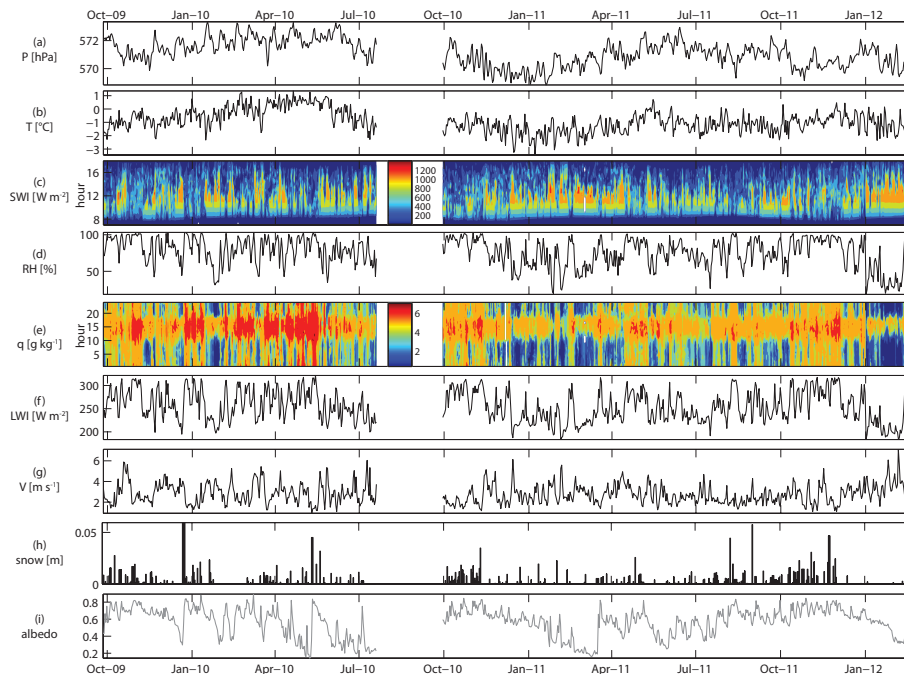 Oct−09 Jan−10 Apr−10 Jul−10 Oct−10 Jan−11 Apr−11 Jul−11 Oct−11 Jan−12
(a)
P [hPa]
572
570
(b)
T [°C]
1
0
−1
−2
−3
(c)
SWI [W m⁻²]
hour
16
12
8
1200
1000
800
600
400
200
(d)
RH [%]
100
50
(e)
q [g kg⁻¹]
hour
20
15
10
5
6
4
2
(f)
LWI [W m⁻²]
300
250
200
(g)
V [m s⁻¹]
6
4
2
(h)
snow [m]
0.05
0
(i)
albedo
0.8
0.6
0.4
0.2
Oct−09 Jan−10 Apr−10 Jul−10 Oct−10 Jan−11 Apr−11 Jul−11 Oct−11 Jan−12